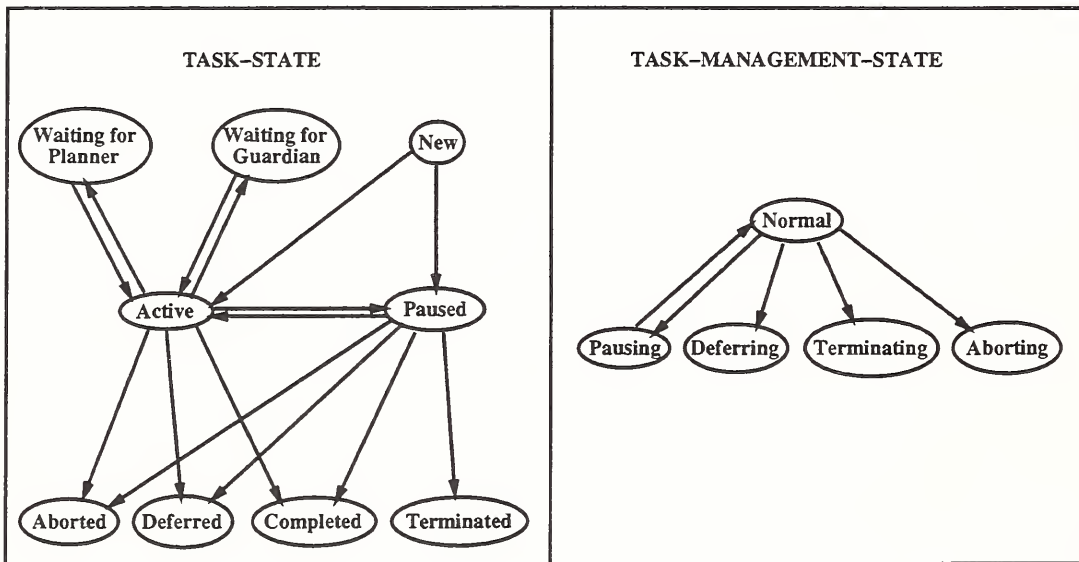 TASK–STATE
Waiting for
Planner
Waiting for
Guardian
New
Active
Paused
Aborted
Deferred
Completed
Terminated
TASK–MANAGEMENT–STATE
Normal
Pausing
Deferring
Terminating
Aborting